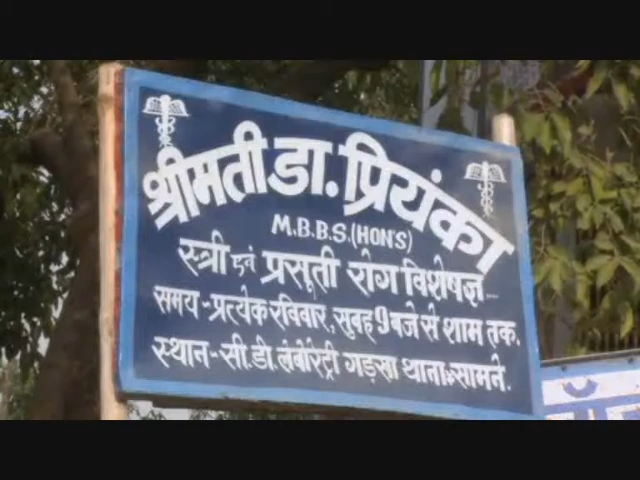 श्रीमती डा. प्रियंका
M.B.B.S.(HON'S)
स्त्री एवं प्रसूती रोग विशेषज्ञ....
समय-प्रत्येक रविवार, सुबह 9 बजे से शाम तक.
स्थान-सी.डी. लेबोरेट्री गड़खा थाना के सामने.